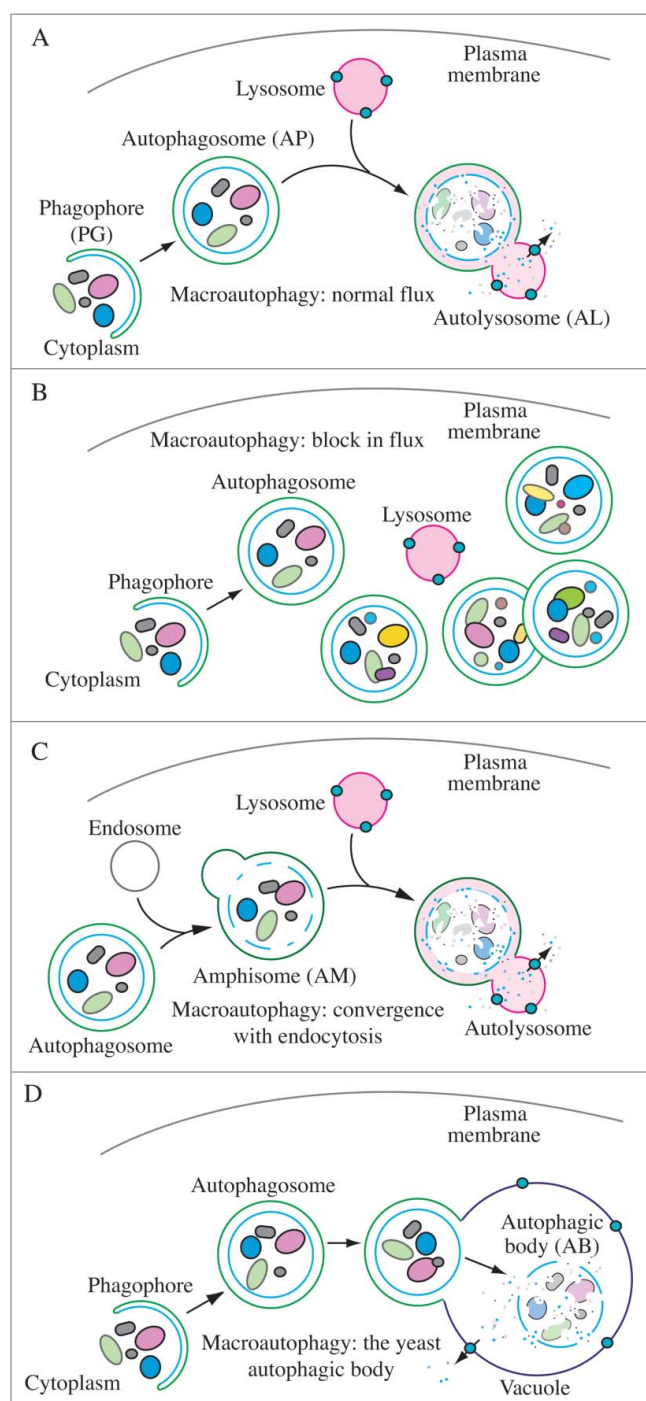 A
Plasma
membrane
Lysosome
Autophagosome (AP)
Phagophore
(PG)
Macroautophagy: normal flux
Autolysosome (AL)
Cytoplasm
B
Plasma
membrane
Macroautophagy: block in flux
Autophagosome
Lysosome
Phagophore
Cytoplasm
C
Plasma
membrane
Lysosome
Endosome
Amphisome (AM)
Macroautophagy: convergence
with endocytosis
Autolysosome
Autophagosome
D
Plasma
membrane
Autophagosome
Autophagic
body (AB)
Phagophore
Macroautophagy: the yeast
autophagic body
Cytoplasm
Vacuole